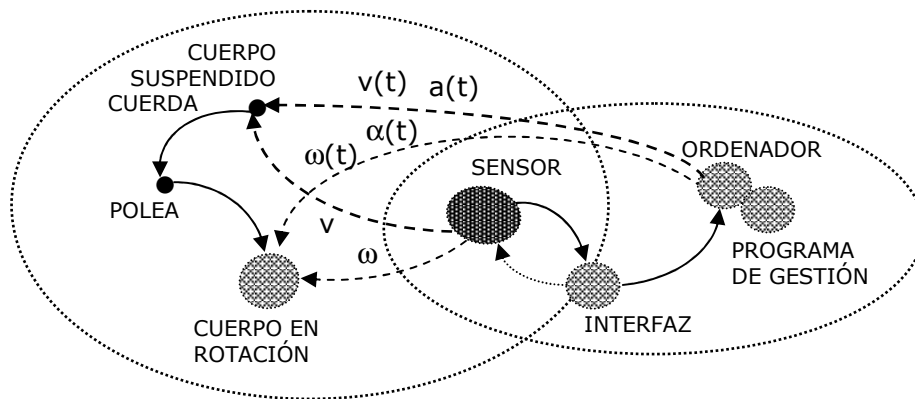 CUERPO
SUSPENDIDO
CUERDA
v(t)
a(t)
α(t)
ω(t)
SENSOR
ORDENADOR
POLEA
v
ω
PROGRAMA
DE GESTIÓN
CUERPO EN
ROTACIÓN
INTERFAZ